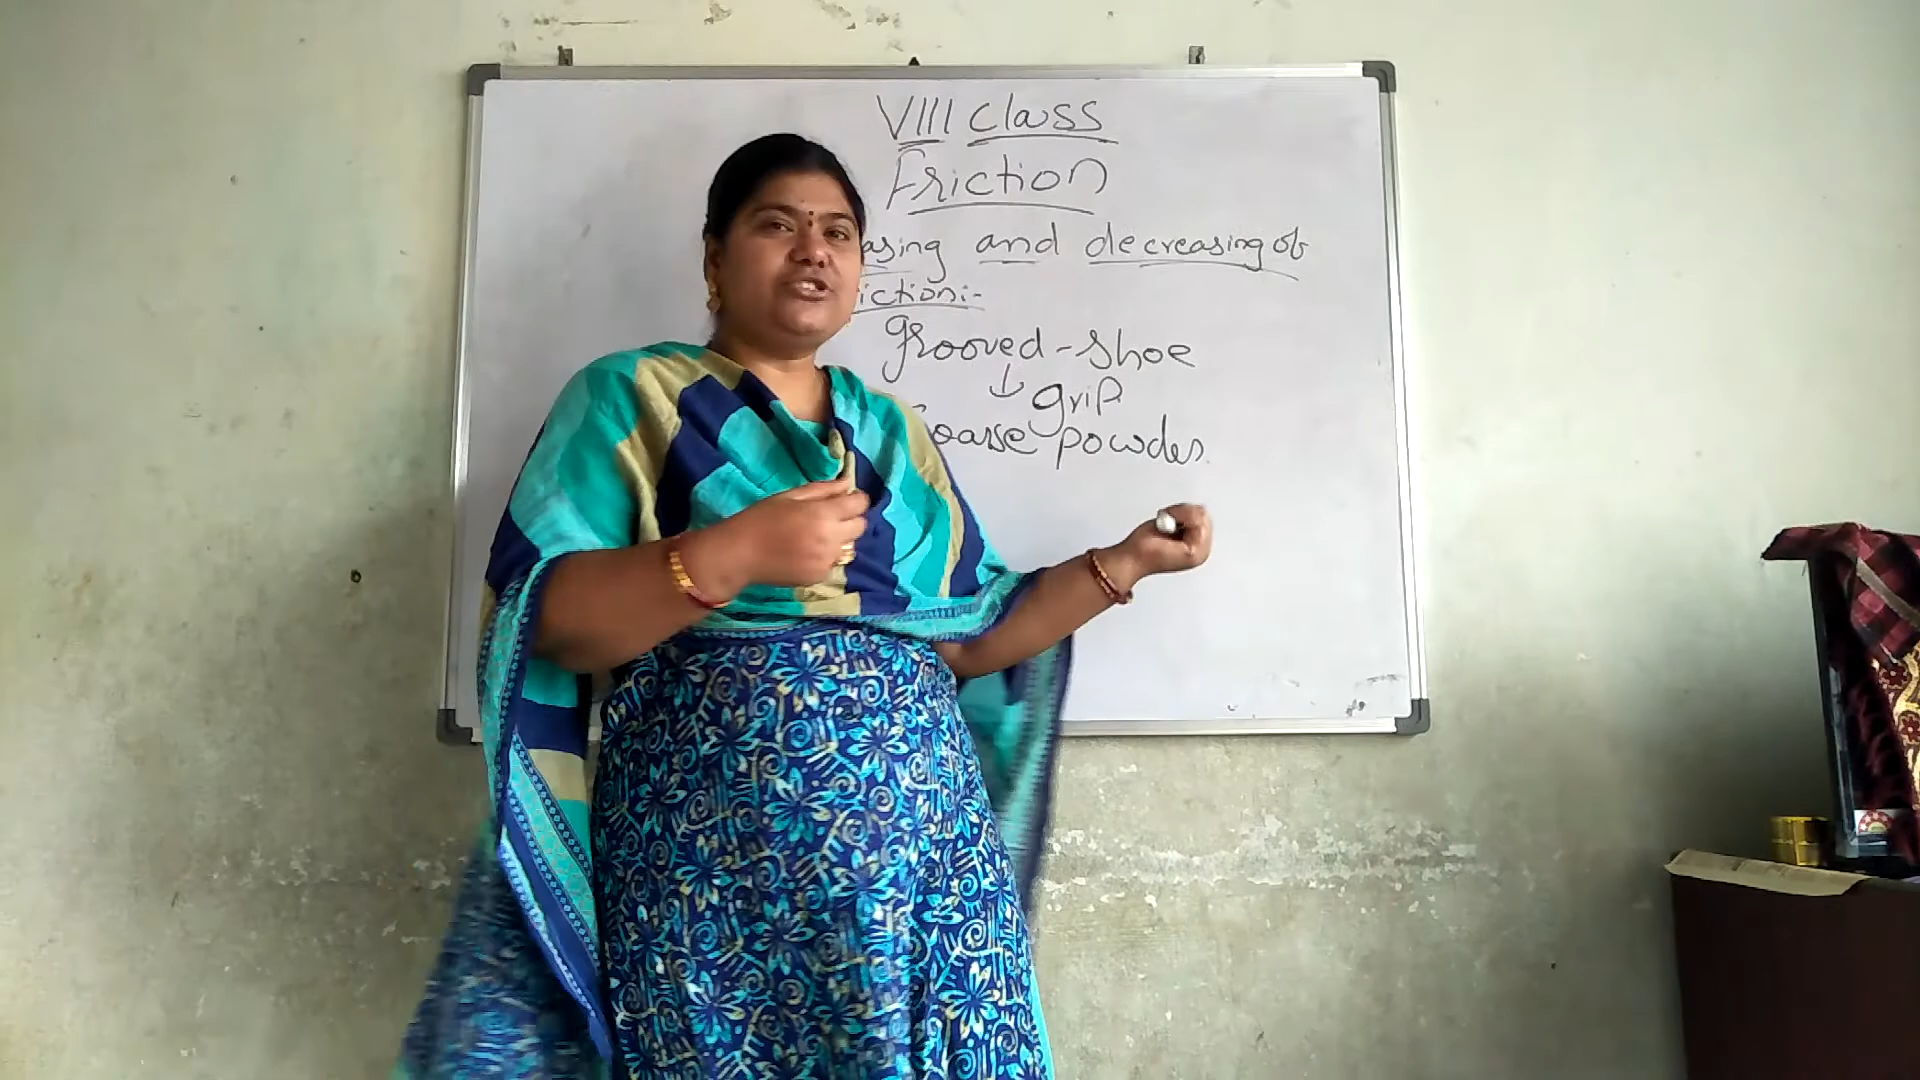 VIII class
Friction
and decreasing of
grooved - shoe
↓ grip
powder